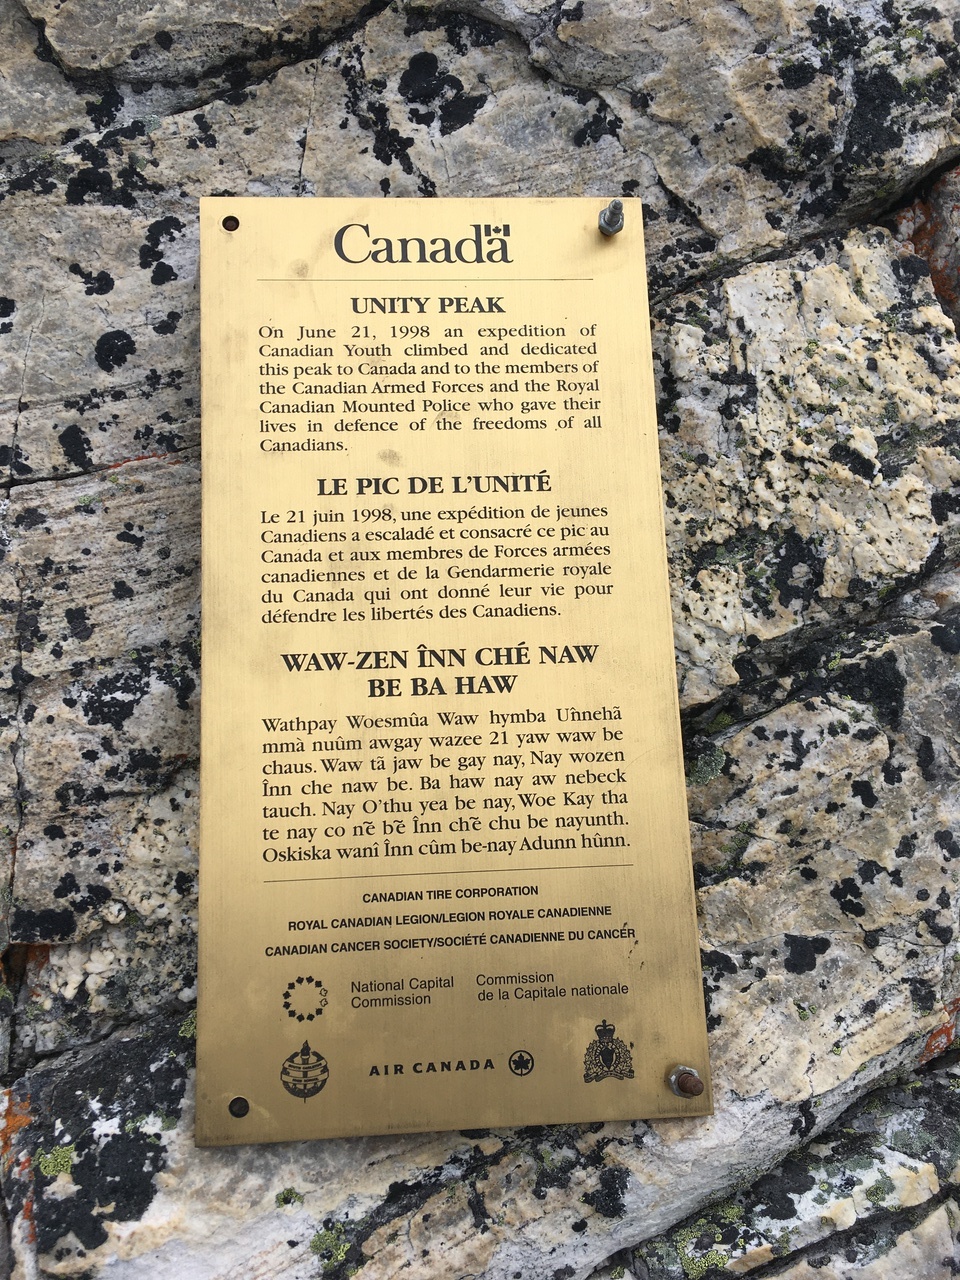 Canada
UNITY PEAK
On June 21, 1998 an expedition of
Canadian Youth climbed and dedicated
this peak to Canada and to the members of
the Canadian Armed Forces and the Royal
Canadian Mounted Police who gave their
lives in defence of the freedoms of all
Canadians.
LE PIC DE L'UNITÉ
Le 21 juin 1998, une expédition de jeunes
Canadiens a escaladé et consacré ce pic au
Canada et aux membres de Forces armées
canadiennes et de la Gendarmerie royale
du Canada qui ont donné leur vie pour
défendre les libertés des Canadiens.
WAW-ZEN ÎNN CHÉ NAW
BE BA HAW
Wathpay Woesmûa Waw hymba Uînnehã
mmà nuûm awgay wazee 21 yaw waw be
chaus. Waw tã jaw be gay nay, Nay wozen
Înn che naw be. Ba haw nay aw nebeck
tauch. Nay O'thu yea be nay, Woe Kay tha
te nay co nẽ bẽ Înn chẽ chu be nayunth.
Oskiska wanî Înn cûm be-nay Adunn hûnn.
CANADIAN TIRE CORPORATION
ROYAL CANADIAN LEGION/LEGION ROYALE CANADIENNE
CANADIAN CANCER SOCIETY/SOCIÉTÉ CANADIENNE DU CANCER
National Capital Commission
Commission de la Capitale nationale
AIR CANADA